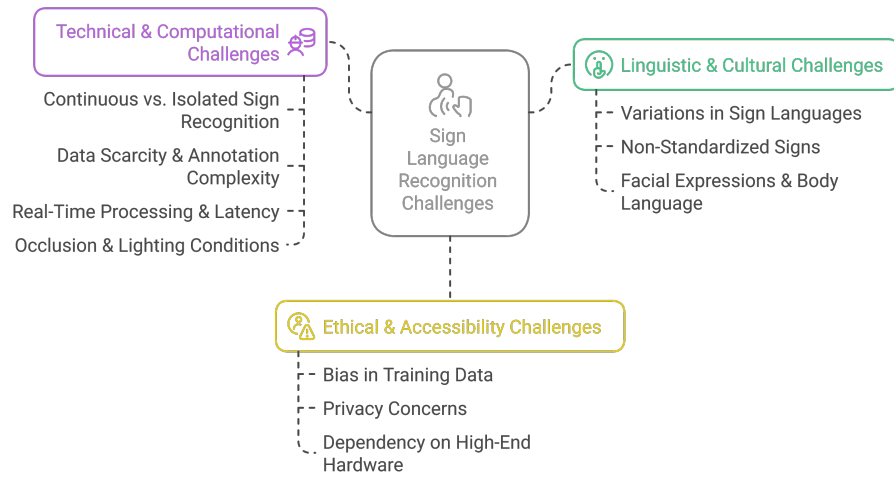 Technical & Computational
Challenges
Continuous vs. Isolated Sign
Recognition
Data Scarcity & Annotation
Complexity
Real-Time Processing & Latency
Occlusion & Lighting Conditions
Sign
Language
Recognition
Challenges
Linguistic & Cultural Challenges
Variations in Sign Languages
Non-Standardized Signs
Facial Expressions & Body
Language
Ethical & Accessibility Challenges
Bias in Training Data
Privacy Concerns
Dependency on High-End
Hardware